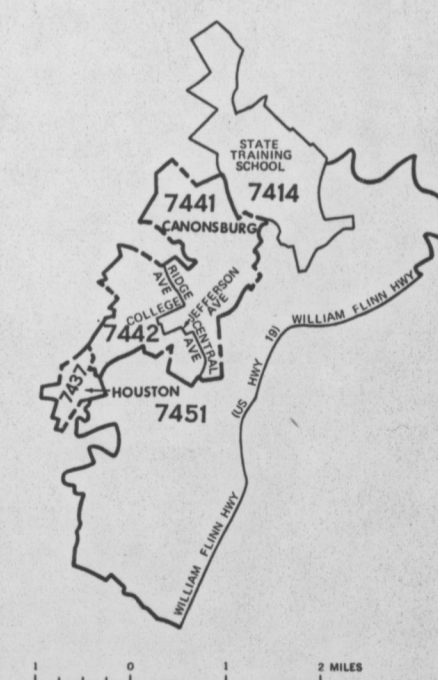 STATE
TRAINING
SCHOOL
7414
7441
CANONSBURG
RIDGE
AVE
JEFFERSON
AVE
COLLEGE
7442
CENTRAL
AVE
WILLIAM FLINN HWY
(US HWY 19)
7437
HOUSTON
7451
WILLIAM FLINN HWY
1 0 1 2 MILES